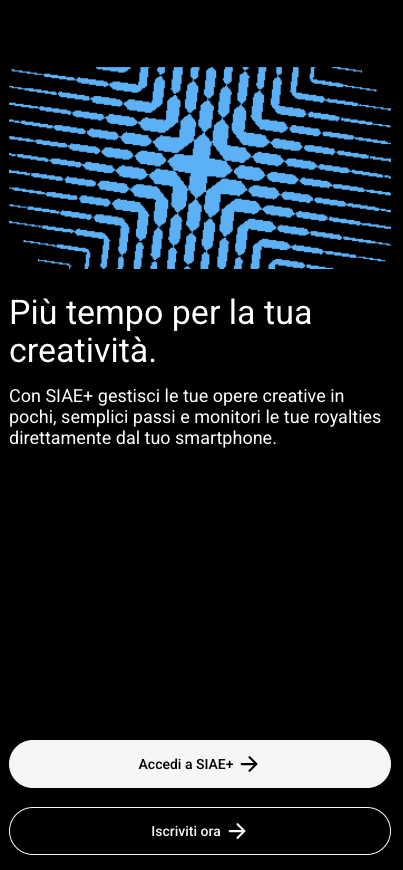 Più tempo per la tua
creatività.
Con SIAE+ gestisci le tue opere creative in
pochi, semplici passi e monitori le tue royalties
direttamente dal tuo smartphone.
Accedi a SIAE+
Iscriviti ora